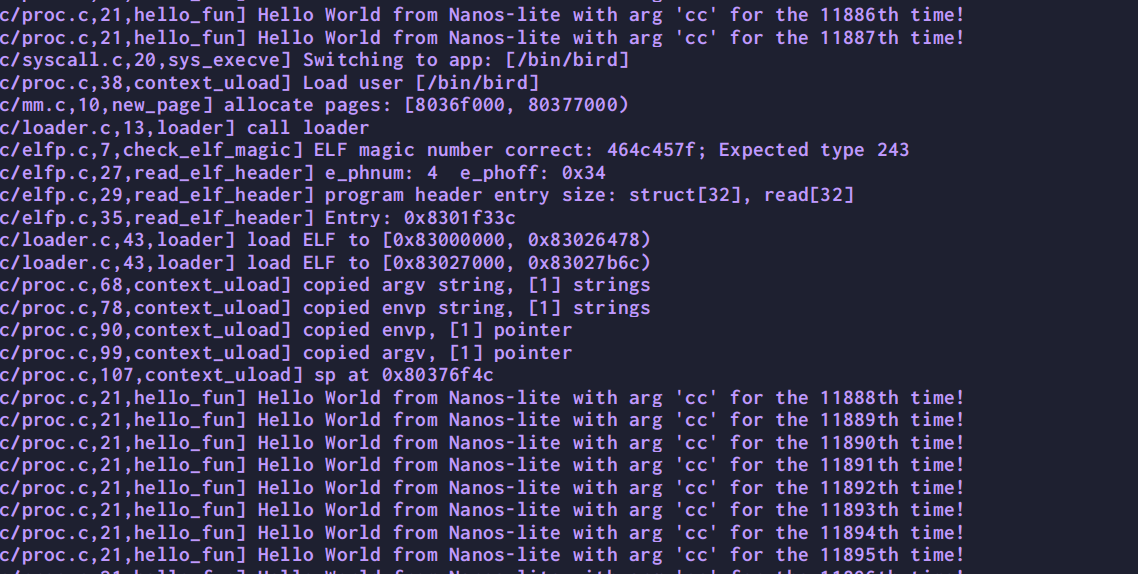 c/proc.c,21,hello_fun] Hello World from Nanos-lite with arg 'cc' for the 11886th time!
c/proc.c,21,hello_fun] Hello World from Nanos-lite with arg 'cc' for the 11887th time!
c/syscall.c,20,sys_execve] Switching to app: [/bin/bird]
c/proc.c,38,context_uload] Load user [/bin/bird]
c/mm.c,10,new_page] allocate pages: [8036f000, 80377000)
c/loader.c,13,loader] call loader
c/elfp.c,7,check_elf_magic] ELF magic number correct: 464c457f; Expected type 243
c/elfp.c,27,read_elf_header] e_phnum: 4  e_phoff: 0x34
c/elfp.c,29,read_elf_header] program header entry size: struct[32], read[32]
c/elfp.c,35,read_elf_header] Entry: 0x8301f33c
c/loader.c,43,loader] load ELF to [0x83000000, 0x83026478)
c/loader.c,43,loader] load ELF to [0x83027000, 0x83027b6c)
c/proc.c,68,context_uload] copied argv string, [1] strings
c/proc.c,78,context_uload] copied envp string, [1] strings
c/proc.c,90,context_uload] copied envp, [1] pointer
c/proc.c,99,context_uload] copied argv, [1] pointer
c/proc.c,107,context_uload] sp at 0x80376f4c
c/proc.c,21,hello_fun] Hello World from Nanos-lite with arg 'cc' for the 11888th time!
c/proc.c,21,hello_fun] Hello World from Nanos-lite with arg 'cc' for the 11889th time!
c/proc.c,21,hello_fun] Hello World from Nanos-lite with arg 'cc' for the 11890th time!
c/proc.c,21,hello_fun] Hello World from Nanos-lite with arg 'cc' for the 11891th time!
c/proc.c,21,hello_fun] Hello World from Nanos-lite with arg 'cc' for the 11892th time!
c/proc.c,21,hello_fun] Hello World from Nanos-lite with arg 'cc' for the 11893th time!
c/proc.c,21,hello_fun] Hello World from Nanos-lite with arg 'cc' for the 11894th time!
c/proc.c,21,hello_fun] Hello World from Nanos-lite with arg 'cc' for the 11895th time!